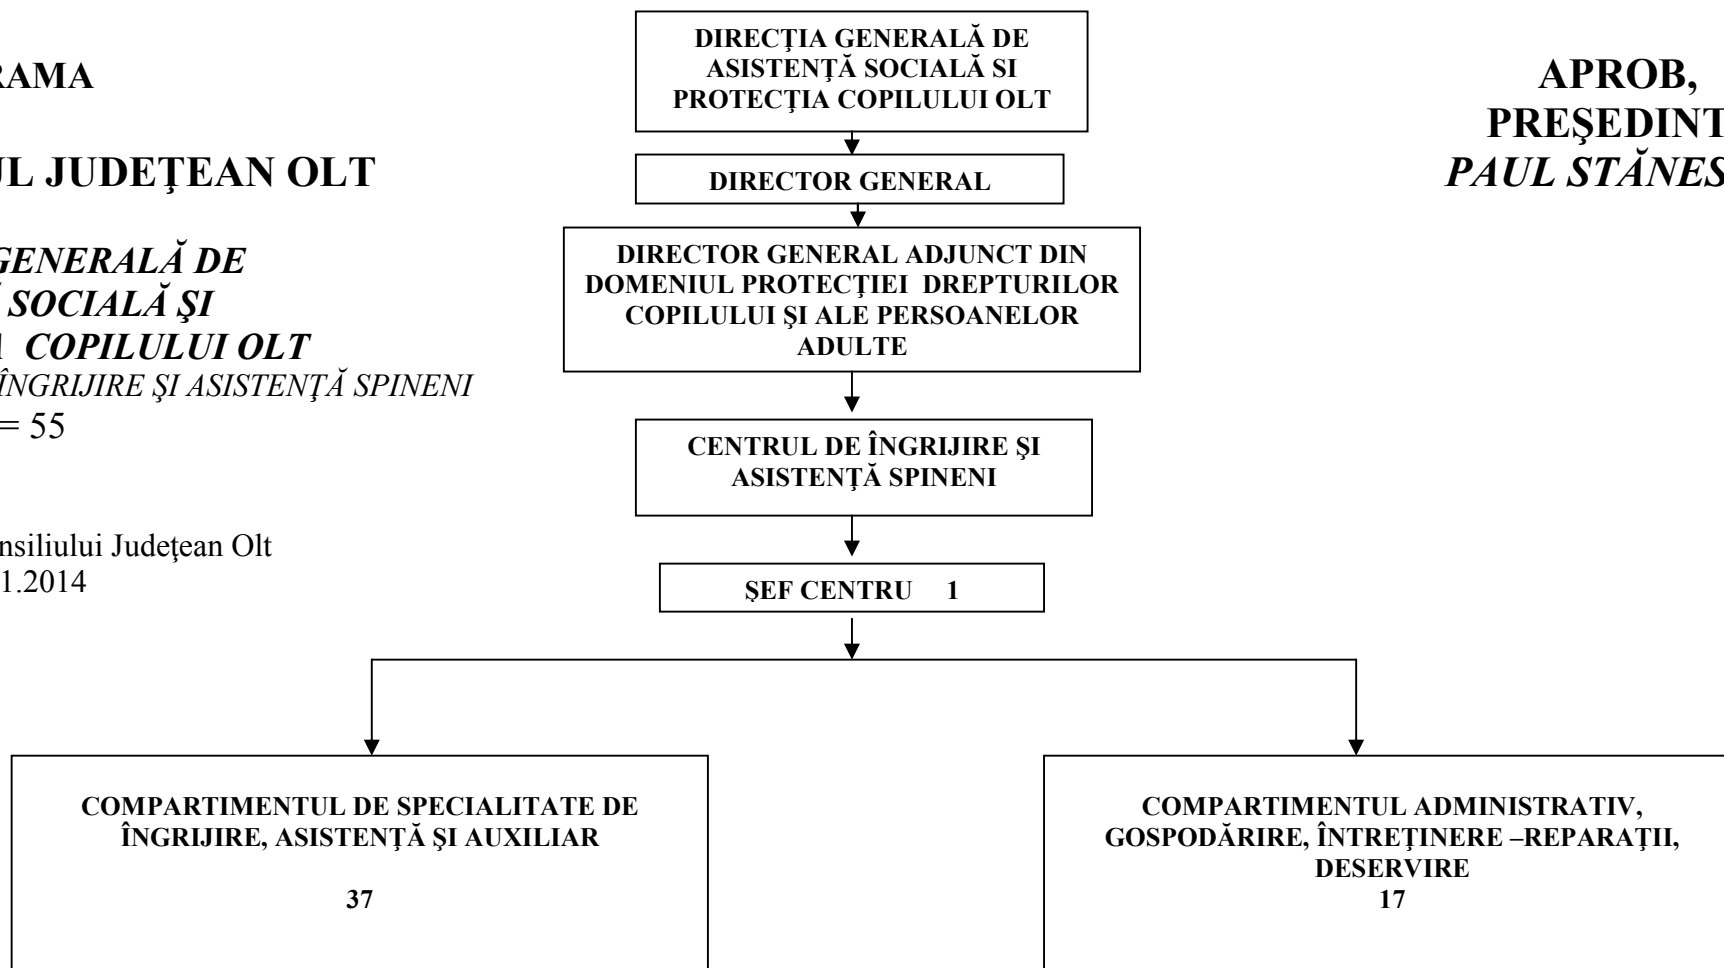 RAMA
UL JUDEŢEAN OLT
GENERALĂ DE
SOCIALĂ ŞI
COPILULUI OLT
ÎNGRIJIRE ŞI ASISTENŢĂ SPINENI
= 55
nsiliului Judeţean Olt
1.2014
DIRECŢIA GENERALĂ DE
ASISTENŢĂ SOCIALĂ SI
PROTECŢIA COPILULUI OLT
DIRECTOR GENERAL
DIRECTOR GENERAL ADJUNCT DIN
DOMENIUL PROTECŢIEI DREPTURILOR
COPILULUI ŞI ALE PERSOANELOR
ADULTE
CENTRUL DE ÎNGRIJIRE ŞI
ASISTENŢĂ SPINENI
ŞEF CENTRU 1
APROB,
PREŞEDINT
PAUL STĂNES
COMPARTIMENTUL DE SPECIALITATE DE
ÎNGRIJIRE, ASISTENŢĂ ŞI AUXILIAR
37
COMPARTIMENTUL ADMINISTRATIV,
GOSPODĂRIRE, ÎNTREŢINERE –REPARAŢII,
DESERVIRE
17